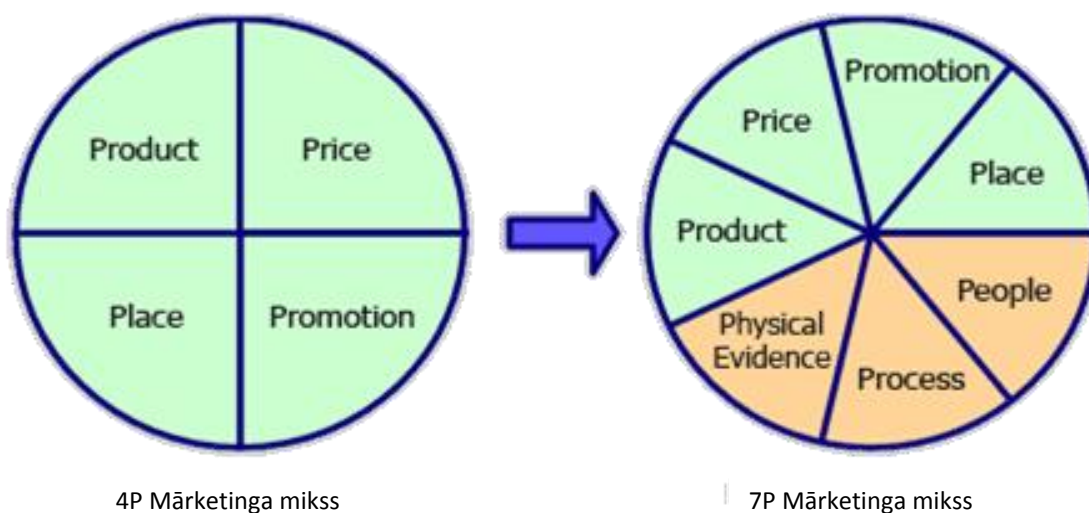 Product
Price
Place
Promotion
Promotion
Price
Place
Product
People
Physical
Evidence
Process
4P Mārketinga mikss
7P Mārketinga mikss